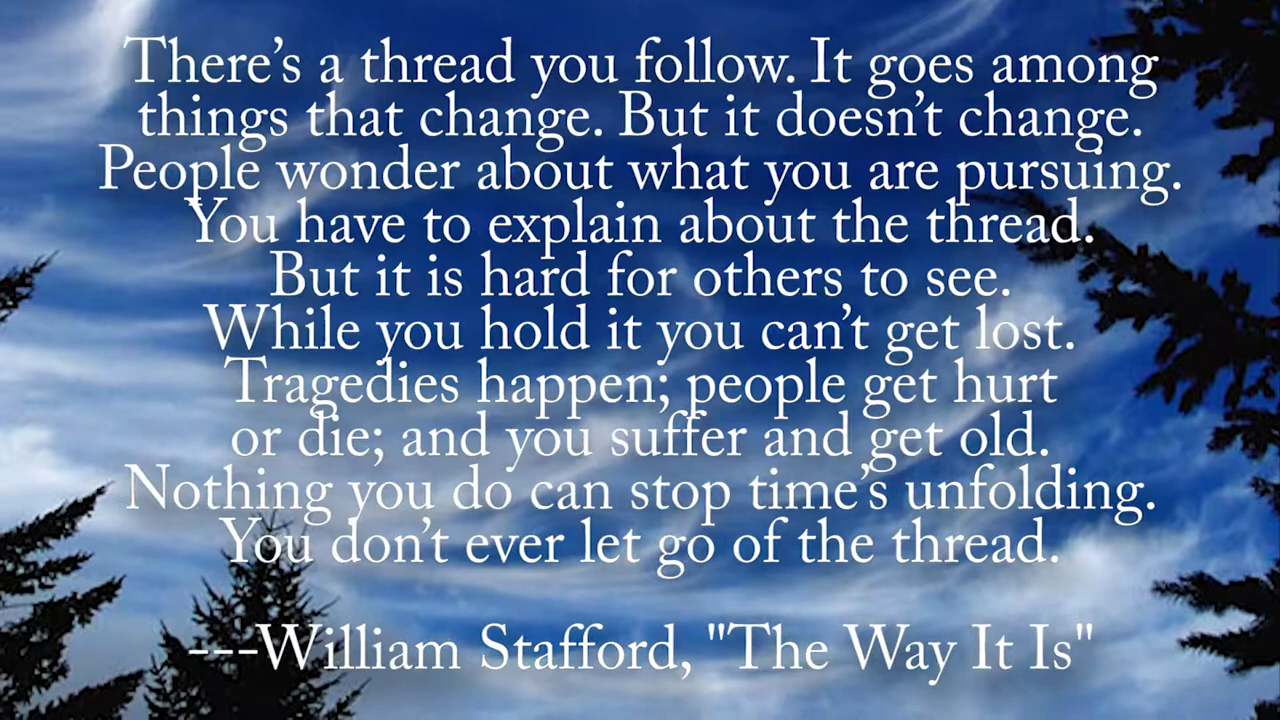 There’s a thread you follow. It goes among
things that change. But it doesn’t change.
People wonder about what you are pursuing.
You have to explain about the thread.
But it is hard for others to see.
While you hold it you can’t get lost.
Tragedies happen; people get hurt
or die; and you suffer and get old.
Nothing you do can stop time’s unfolding.
You don’t ever let go of the thread.
---William Stafford, "The Way It Is"